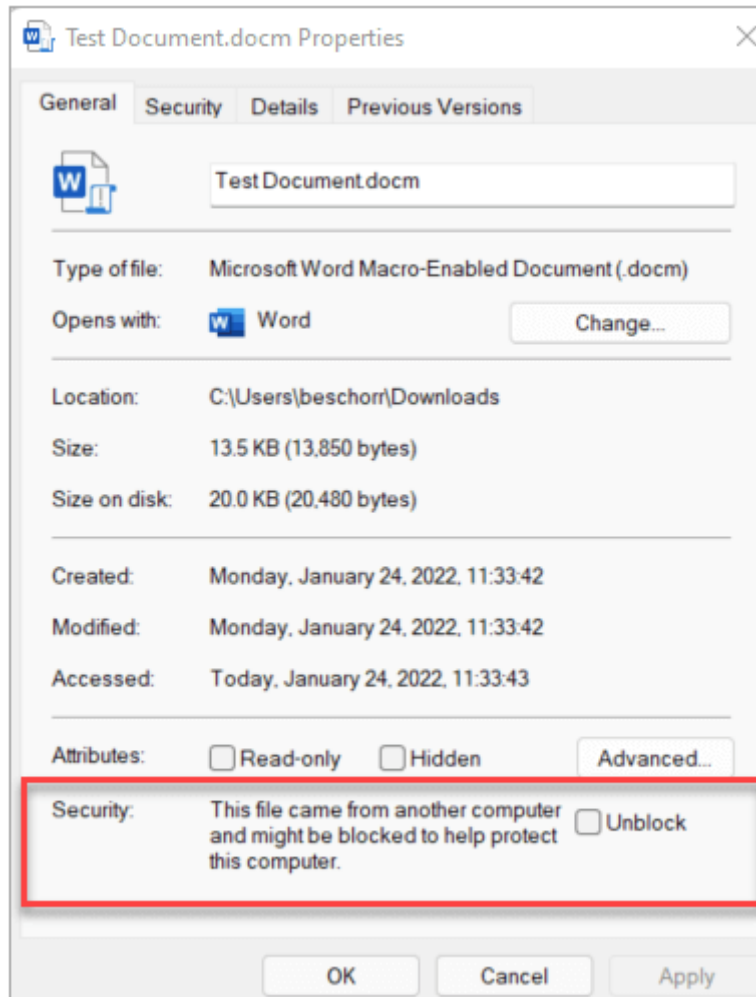 Test Document.docm Properties
General Security Details Previous Versions
Test Document.docm
Type of file: Microsoft Word Macro-Enabled Document (.docm)
Opens with: Word Change...
Location: C:\Users\beschorr\Downloads
Size: 13.5 KB (13,850 bytes)
Size on disk: 20.0 KB (20,480 bytes)
Created: Monday, January 24, 2022, 11:33:42
Modified: Monday, January 24, 2022, 11:33:42
Accessed: Today, January 24, 2022, 11:33:43
Attributes: Read-only Hidden Advanced...
Security: This file came from another computer
and might be blocked to help protect
this computer.
Unblock
OK Cancel Apply